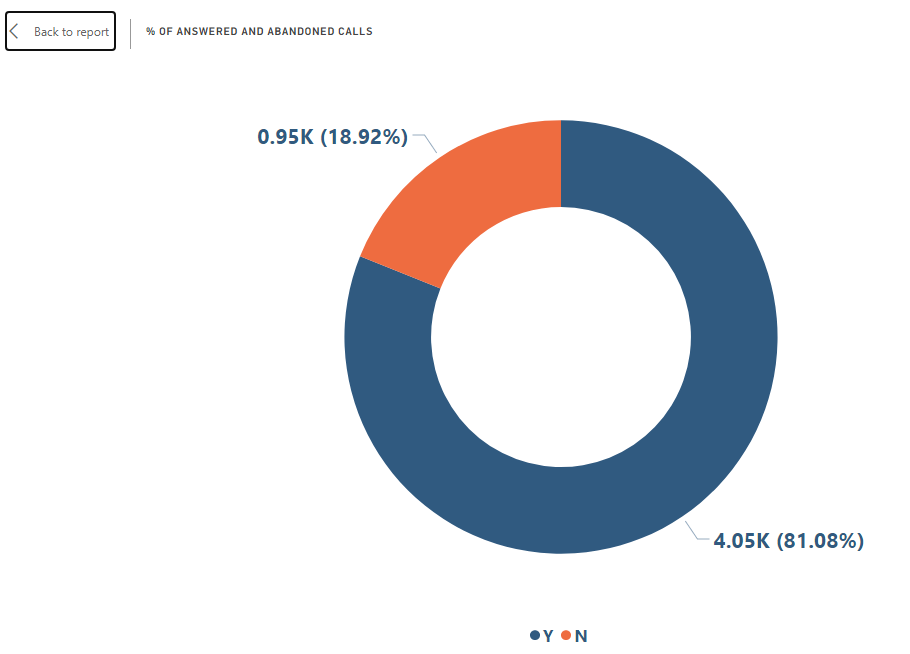 Back to report
% OF ANSWERED AND ABANDONED CALLS
0.95K (18.92%)
4.05K (81.08%)
Y N